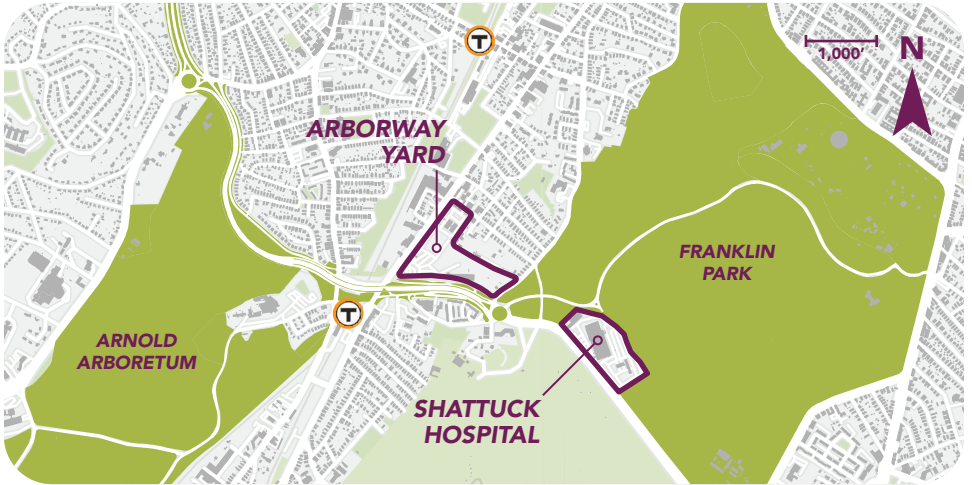 T
1,000’
N
ARBORWAY
YARD
FRANKLIN
PARK
T
ARNOLD
ARBORETUM
SHATTUCK
HOSPITAL